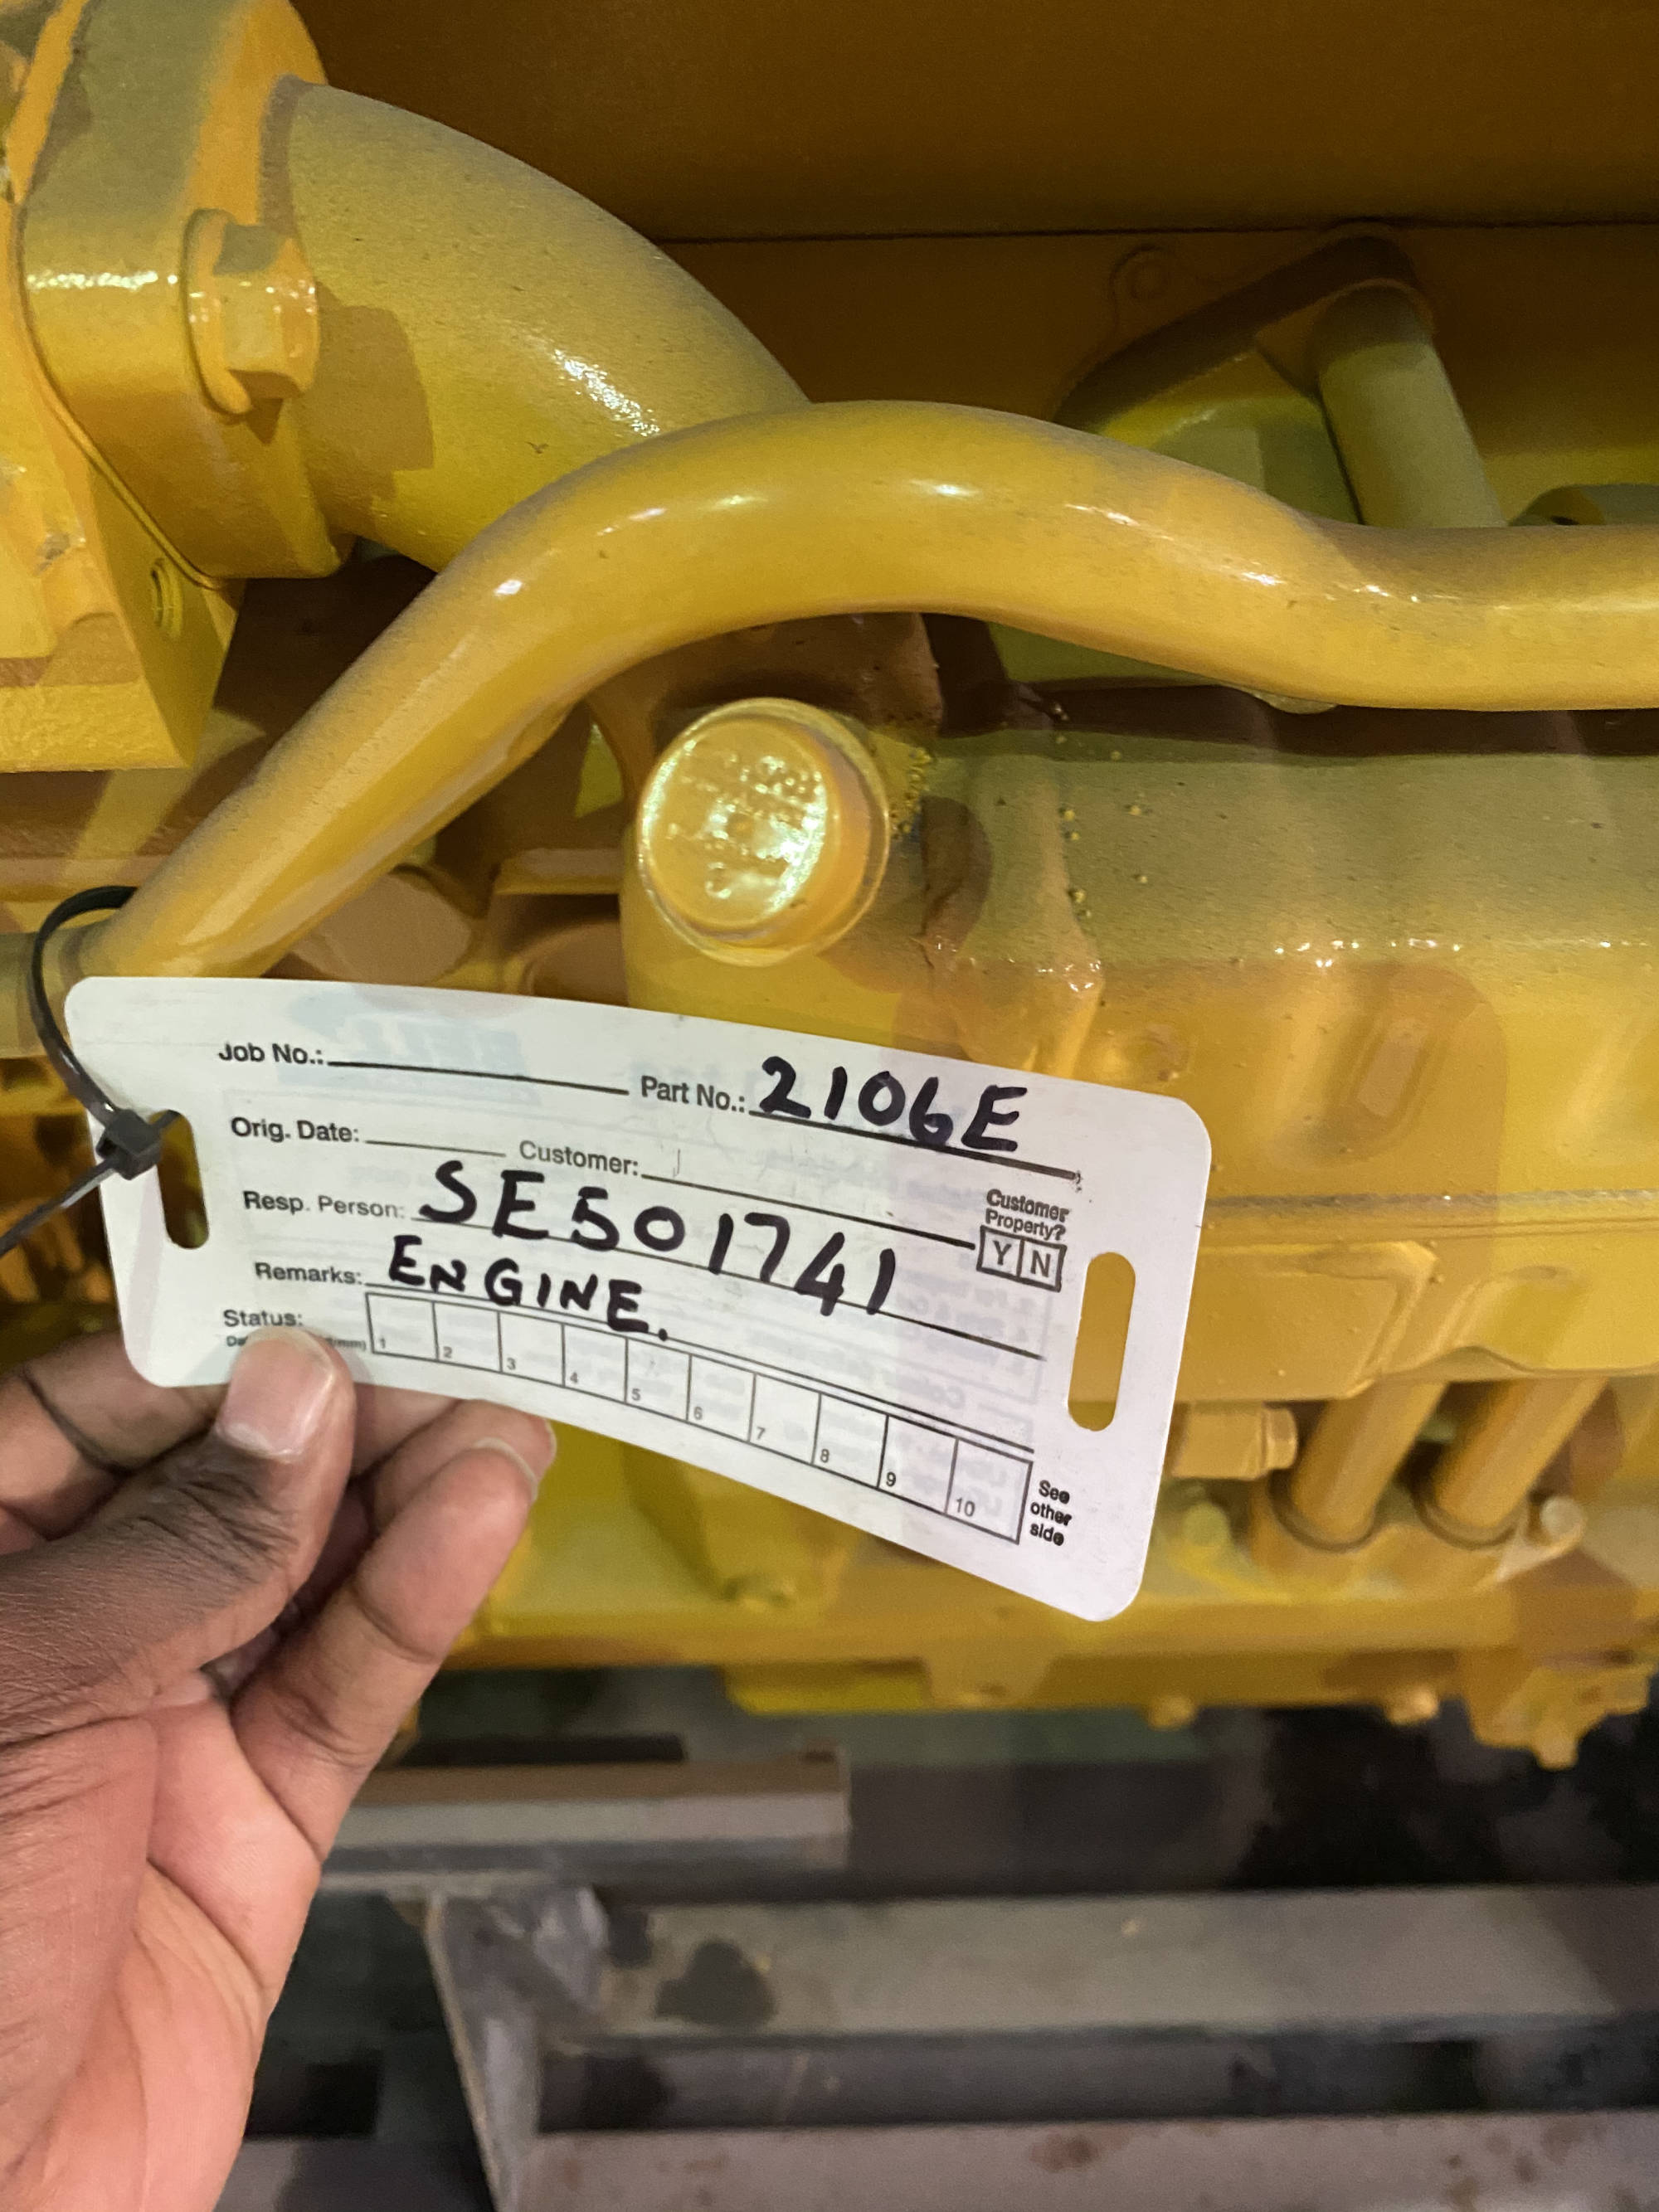 Job No.: Part No.: 2106E
Orig. Date: Customer:
Customer Property?
Y N
Resp. Person: SE501741
Remarks: ENGINE.
Status:
1 2 3 4 5 6 7 8 9 10
See other side